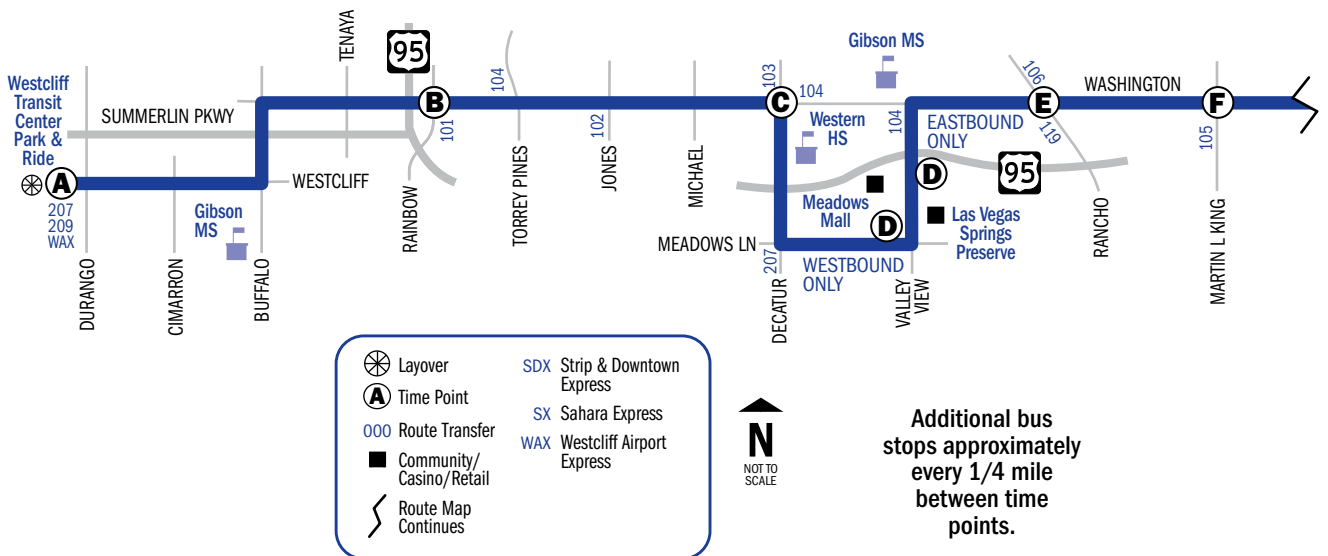 Westcliff
Transit
Center
Park &
Ride
A
207
209
WAX
DURANGO
CIMARRON
Gibson
MS
BUFFALO
SUMMERLIN PKWY
WESTCLIFF
TENAYA
95
B
101
RAINBOW
104
TORREY PINES
102
JONES
MICHAEL
103
C
104
Western
HS
Gibson MS
104
EASTBOUND
ONLY
D
95
Meadows
Mall
D
Las Vegas
Springs
Preserve
MEADOWS LN
207
WESTBOUND
ONLY
DECATUR
VALLEY
VIEW
106
E
119
RANCHO
WASHINGTON
F
105
MARTIN L KING
Layover
A Time Point
000 Route Transfer
Community/
Casino/Retail
Route Map
Continues
SDX Strip & Downtown
Express
SX Sahara Express
WAX Westcliff Airport
Express
N
NOT TO
SCALE
Additional bus
stops approximately
every 1/4 mile
between time
points.